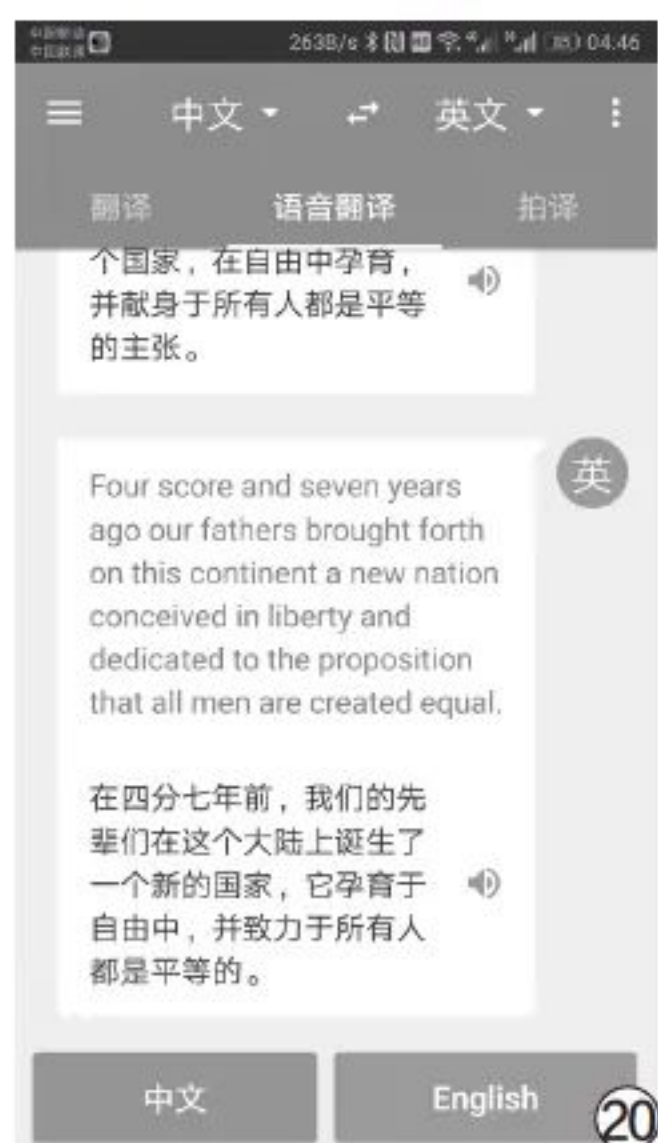 263B/s 04:46
中文 英文
翻译 语音翻译 拍译
个国家，在自由中孕育，
并献身于所有人都是平等
的主张。
英
Four score and seven years
ago our fathers brought forth
on this continent a new nation
conceived in liberty and
dedicated to the proposition
that all men are created equal.
在四分七年前，我们的先
辈们在这个大陆上诞生了
一个新的国家，它孕育于
自由中，并致力于所有人
都是平等的。
中文 English
20